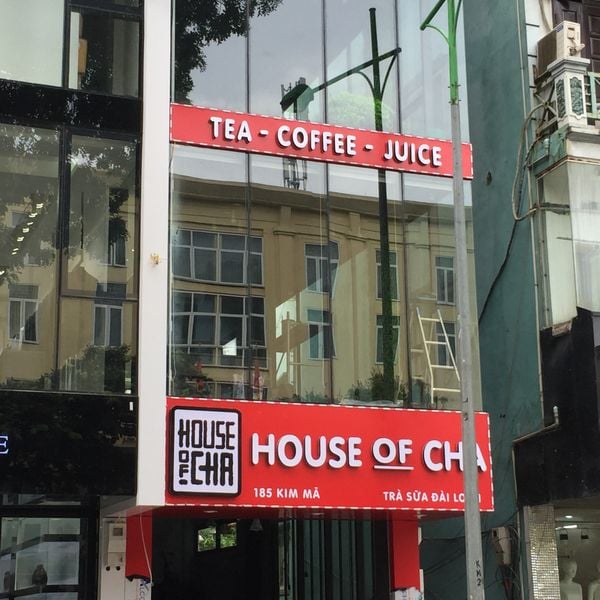 TEA - COFFEE - JUICE
HOUSE
OF
CHA
HOUSE OF CHA
185 KIM MÃ
TRÀ SỮA ĐÀI
E